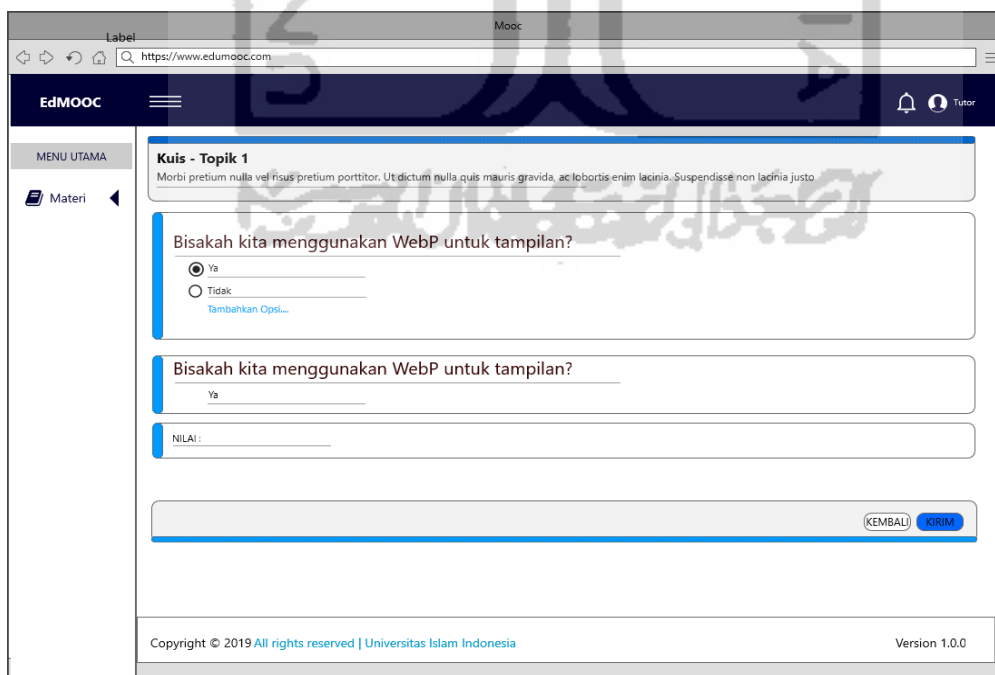 Mooc
Label
https://www.edumooc.com
EdMOOC
Tutor
MENU UTAMA
Materi
Kuis - Topik 1
Morbi pretium nulla vel risus pretium porttitor. Ut dictum nulla quis mauris gravida, ac lobortis enim lacinia. Suspendisse non lacinia justo
Bisakah kita menggunakan WebP untuk tampilan?
Ya
Tidak
Tambahkan Opsi....
Bisakah kita menggunakan WebP untuk tampilan?
Ya
NILAI :
KEMBALI KIRIM
Copyright © 2019 All rights reserved | Universitas Islam Indonesia Version 1.0.0